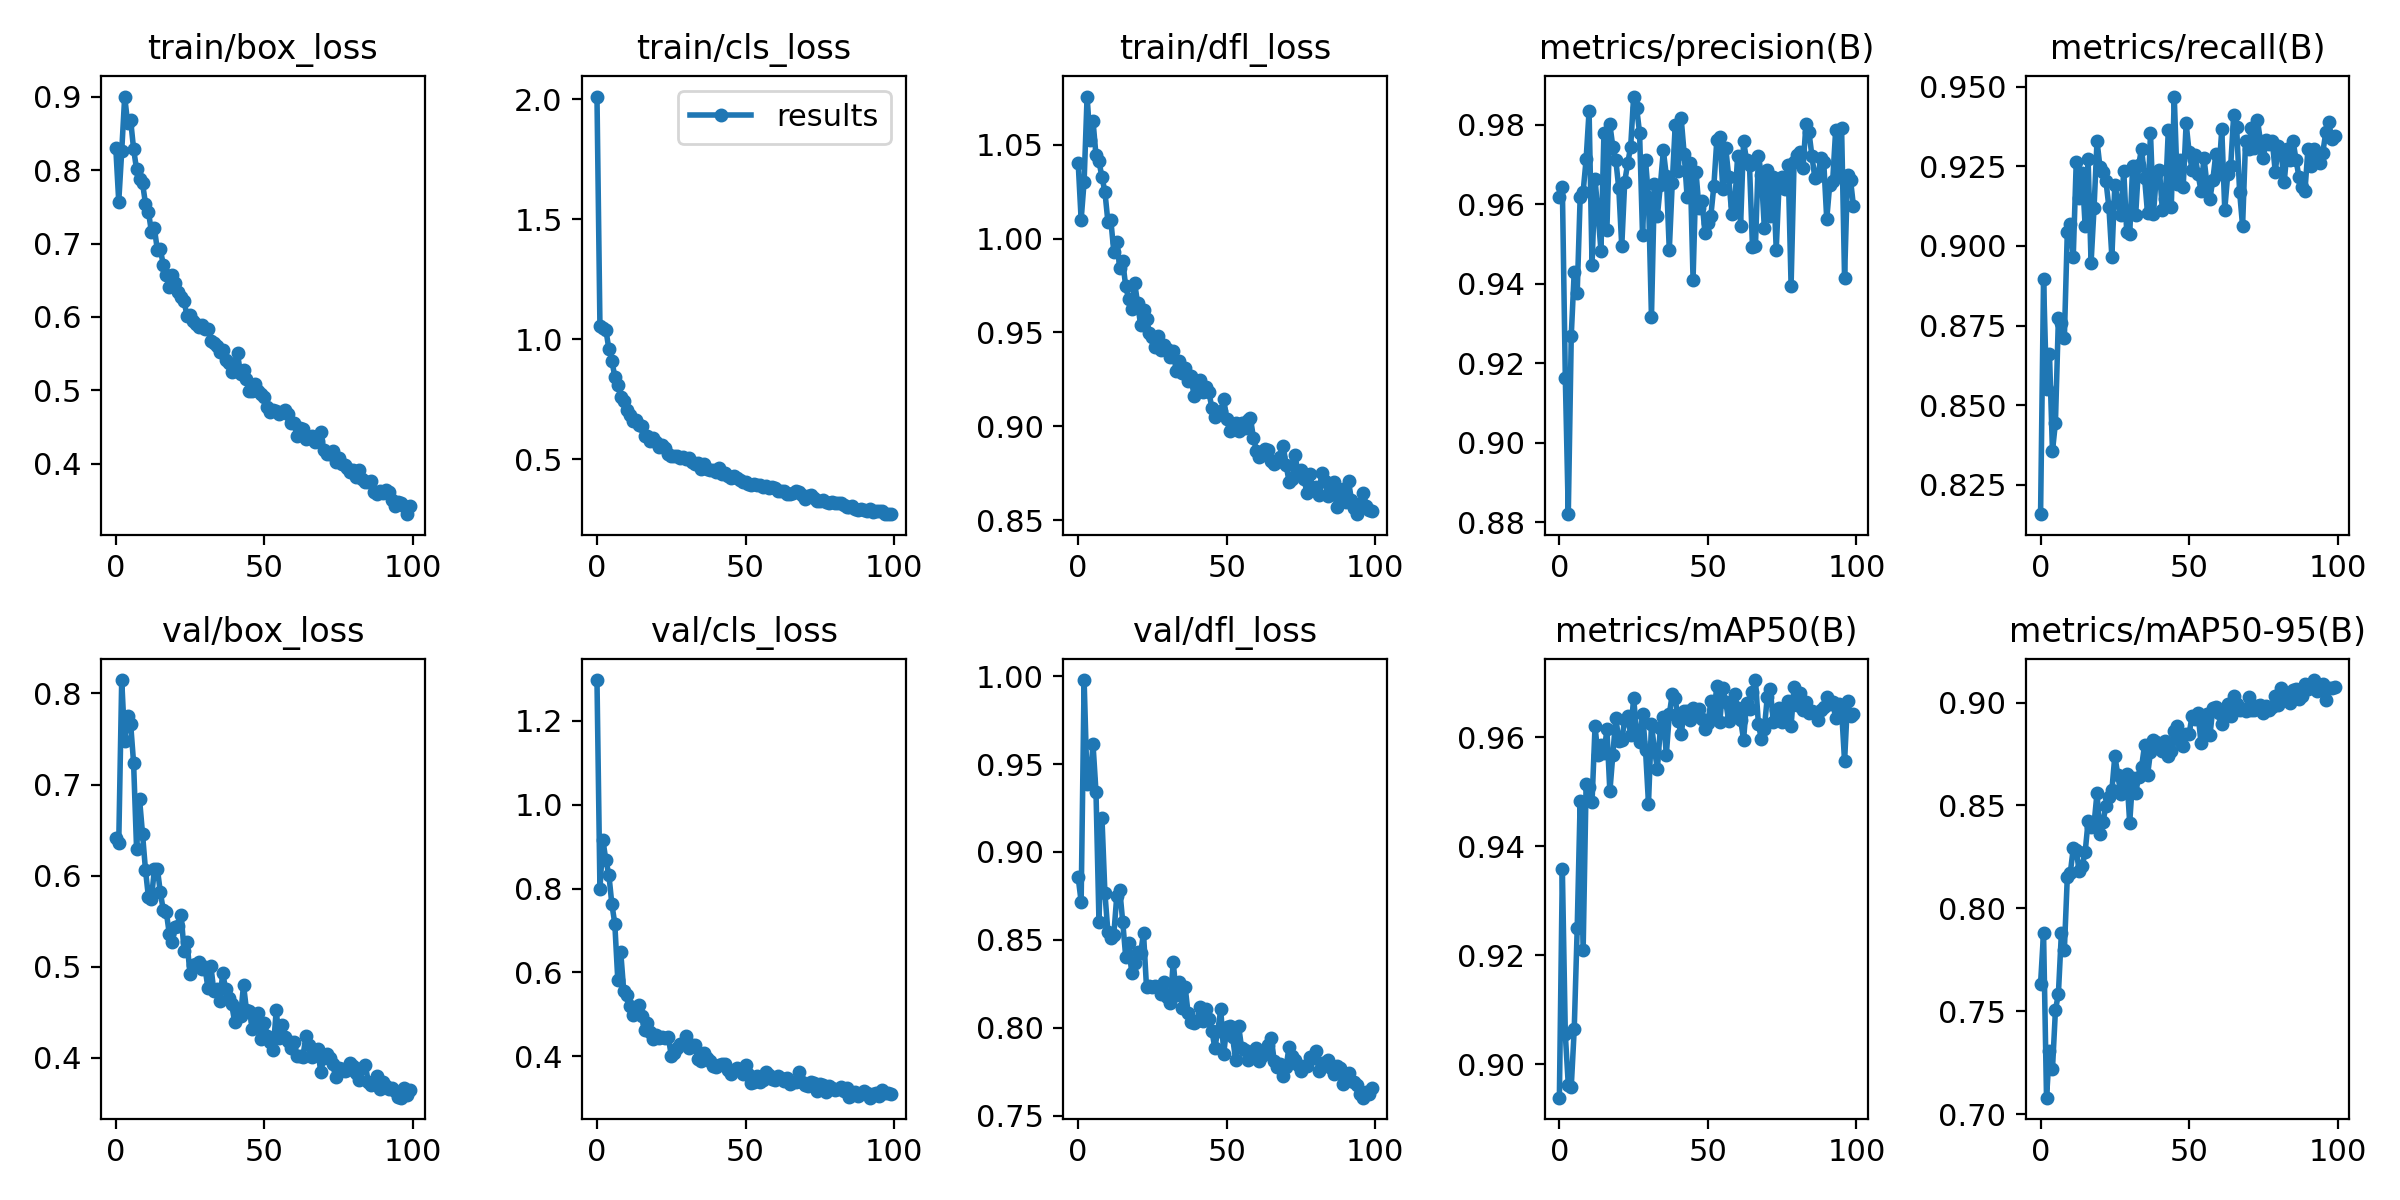 train/box_loss
0.9
0.8
0.7
0.6
0.5
0.4
0 50 100
train/cls_loss
results
2.0
1.5
1.0
0.5
0 50 100
train/dfl_loss
1.05
1.00
0.95
0.90
0.85
0 50 100
metrics/precision(B)
0.98
0.96
0.94
0.92
0.90
0.88
0 50 100
metrics/recall(B)
0.950
0.925
0.900
0.875
0.850
0.825
0 50 100
val/box_loss
0.8
0.7
0.6
0.5
0.4
0 50 100
val/cls_loss
1.2
1.0
0.8
0.6
0.4
0 50 100
val/dfl_loss
1.00
0.95
0.90
0.85
0.80
0.75
0 50 100
metrics/mAP50(B)
0.96
0.94
0.92
0.90
0 50 100
metrics/mAP50-95(B)
0.90
0.85
0.80
0.75
0.70
0 50 100